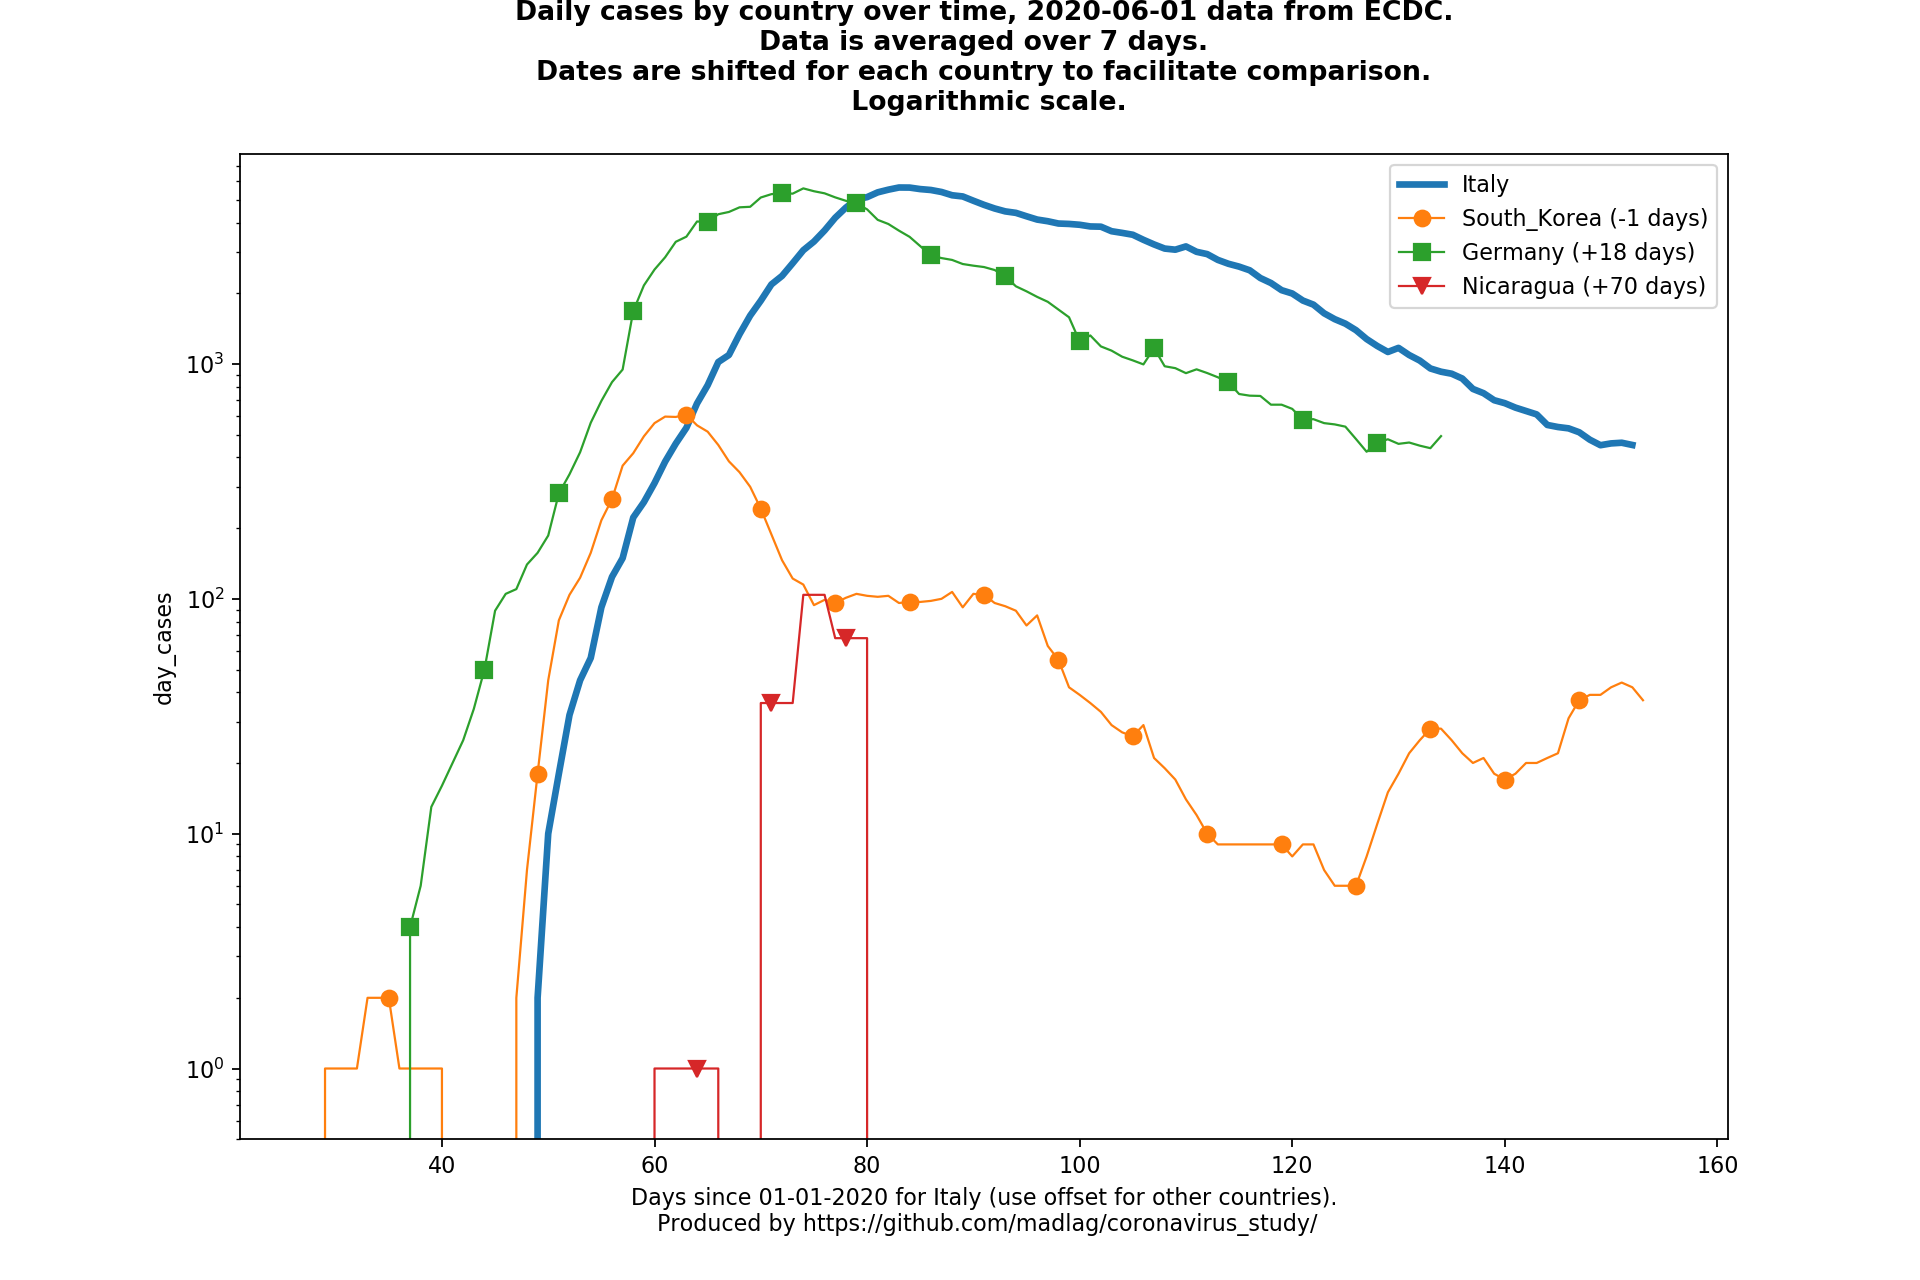 Daily cases by country over time, 2020-06-01 data from ECDC.
Data is averaged over 7 days.
Dates are shifted for each country to facilitate comparison.
Logarithmic scale.
Italy
South_Korea (-1 days)
Germany (+18 days)
Nicaragua (+70 days)
10³
10²
10¹
10⁰
day_cases
40 60 80 100 120 140 160
Days since 01-01-2020 for Italy (use offset for other countries).
Produced by https://github.com/madlag/coronavirus_study/